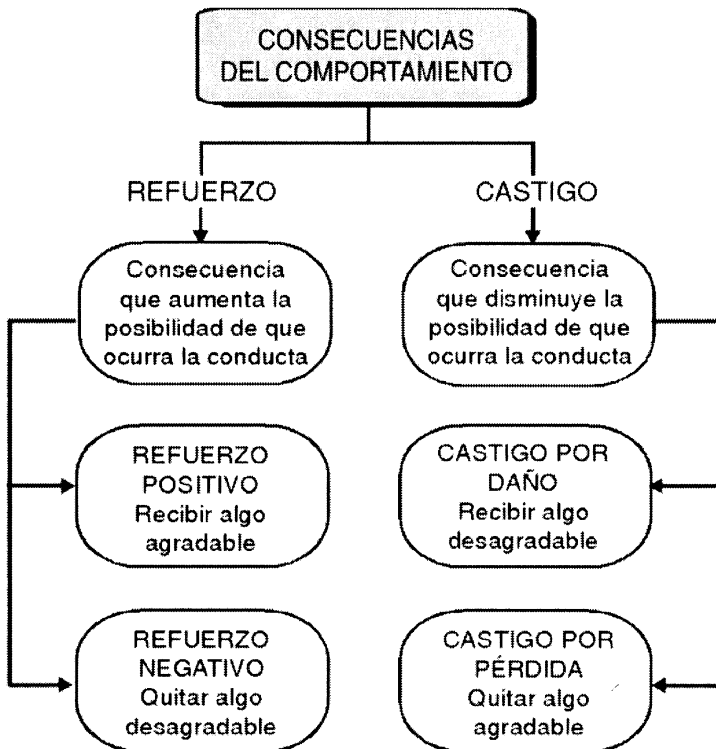 CONSECUENCIAS
DEL COMPORTAMIENTO
REFUERZO
Consecuencia
que aumenta la
posibilidad de que
ocurra la conducta
REFUERZO
POSITIVO
Recibir algo
agradable
REFUERZO
NEGATIVO
Quitar algo
desagradable
CASTIGO
Consecuencia
que disminuye la
posibilidad de que
ocurra la conducta
CASTIGO POR
DAÑO
Recibir algo
desagradable
CASTIGO POR
PÉRDIDA
Quitar algo
agradable